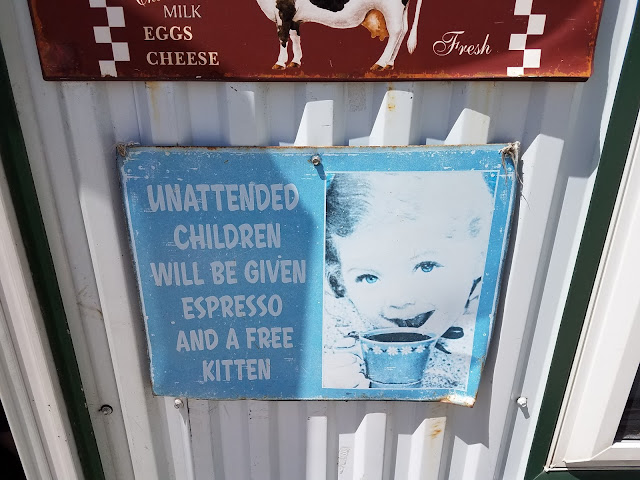 MILK
EGGS
CHEESE
Fresh
UNATTENDED
CHILDREN
WILL BE GIVEN
ESPRESSO
AND A FREE
KITTEN